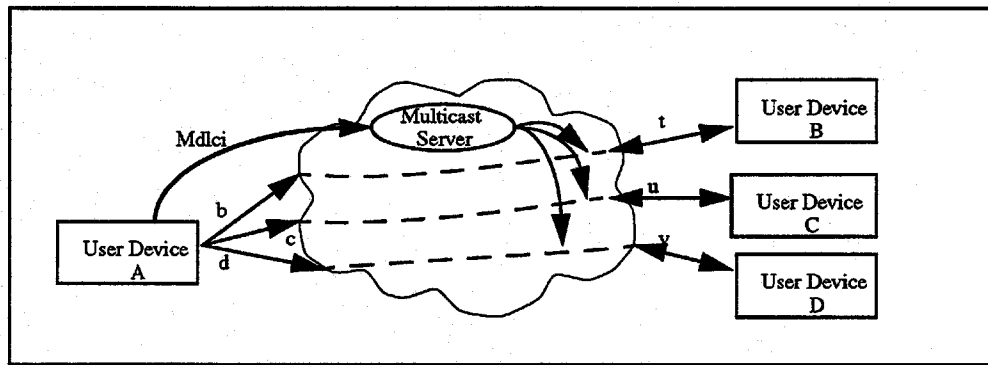 Multicast
Server
Mdlci
User Device
A
b
c
d
t
u
v
User Device
B
User Device
C
User Device
D